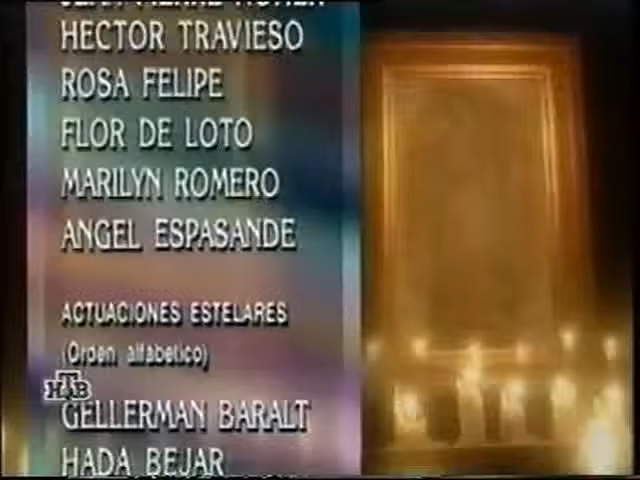 HECTOR TRAVIESO
ROSA FELIPE
FLOR DE LOTO
MARILYN ROMERO
ANGEL ESPASANDE
ACTUACIONES ESTELARES
(Orden alfabetico)
НТВ
GELLERMAN BARALT
HADA BEJAR